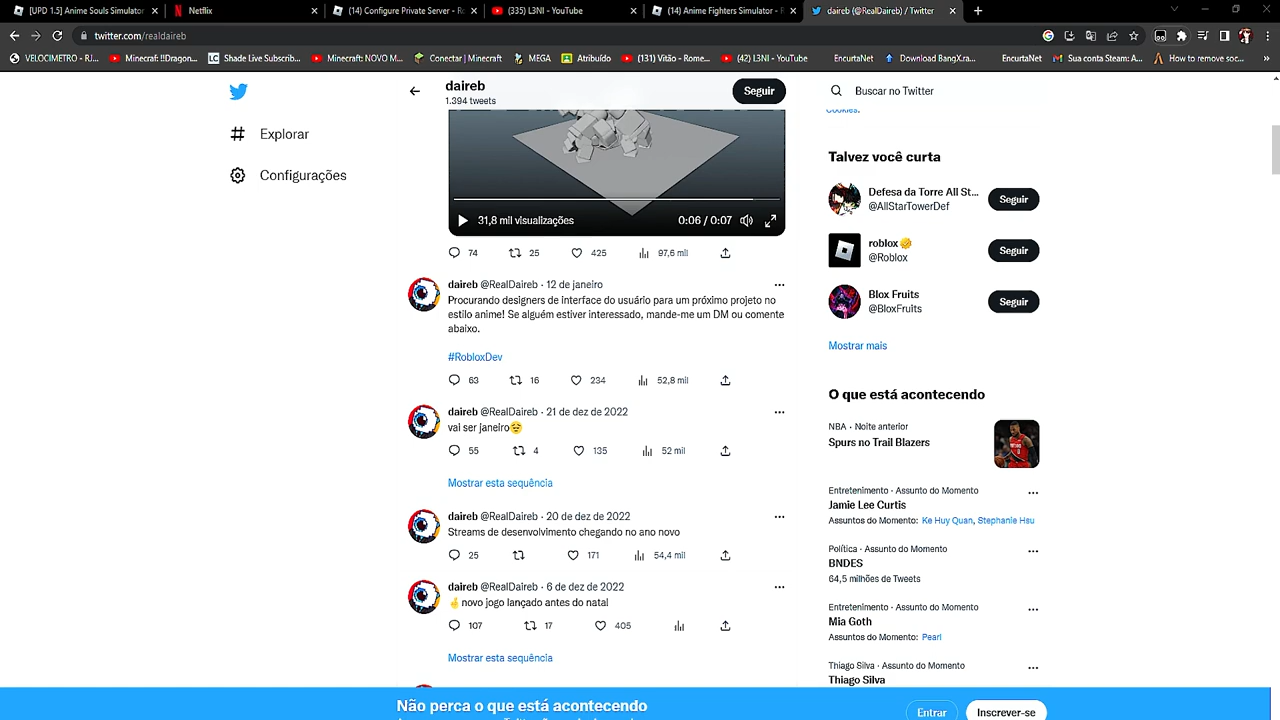 [UPD 1.5] Anime Souls Simulator
Netflix
(14) Configure Private Server - Ro
(335) L3NI - YouTube
(14) Anime Fighters Simulator - R
daireb (@RealDaireb) / Twitter
twitter.com/realdaireb
VELOCIMETRO - RJ...
Minecraf: !!Dragon...
LC Shade Live Subscrib...
Minecraft: NOVO M...
Conectar | Minecraft
MEGA
Atribuído
(131) Vitão - Rome...
(42) L3NI - YouTube
EncurtaNet
Download BangX.ra...
EncurtaNet
Sua conta Steam: A...
How to remove soc...
daireb
1.394 tweets
Seguir
Buscar no Twitter
Explorar
Configurações
31,8 mil visualizações
0:06 / 0:07
74 25 425 97,6 mil
daireb @RealDaireb · 12 de janeiro
Procurando designers de interface do usuário para um próximo projeto no
estilo anime! Se alguém estiver interessado, mande-me um DM ou comente
abaixo.
#RobloxDev
63 16 234 52,8 mil
daireb @RealDaireb · 21 de dez de 2022
vai ser janeiro
55 4 135 52 mil
Mostrar esta sequência
daireb @RealDaireb · 20 de dez de 2022
Streams de desenvolvimento chegando no ano novo
25 171 54,4 mil
daireb @RealDaireb · 6 de dez de 2022
🤞novo jogo lançado antes do natal
107 17 405
Mostrar esta sequência
Cookies.
Talvez você curta
Defesa da Torre All St...
@AllStarTowerDef
Seguir
roblox
@Roblox
Seguir
Blox Fruits
@BloxFruits
Seguir
Mostrar mais
O que está acontecendo
NBA · Noite anterior
Spurs no Trail Blazers
Entretenimento · Assunto do Momento
Jamie Lee Curtis
Assuntos do Momento: Ke Huy Quan, Stephanie Hsu
Política · Assunto do Momento
BNDES
64,5 milhões de Tweets
Entretenimento · Assunto do Momento
Mia Goth
Assuntos do Momento: Pearl
Thiago Silva · Assunto do Momento
Thiago Silva
Não perca o que está acontecendo
Entrar
Inscrever-se